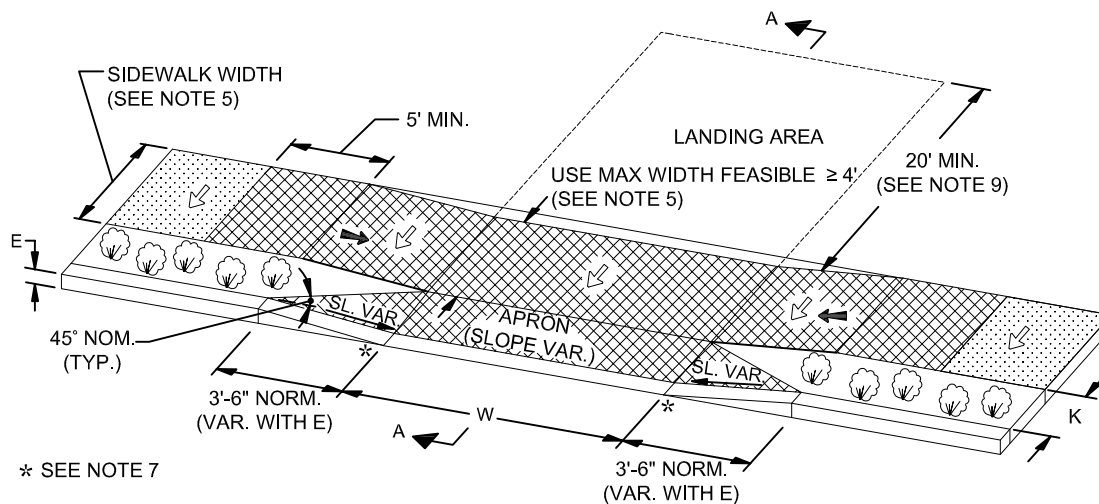 A
SIDEWALK WIDTH
(SEE NOTE 5)
5' MIN.
LANDING AREA
USE MAX WIDTH FEASIBLE ≥ 4'
(SEE NOTE 5)
20' MIN.
(SEE NOTE 9)
E
45° NOM.
(TYP.)
SL. VAR.
APRON
(SLOPE VAR.)
SL. VAR.
*
3'-6" NORM.
(VAR. WITH E)
W
*
K
A
3'-6" NORM.
(VAR. WITH E)
* SEE NOTE 7